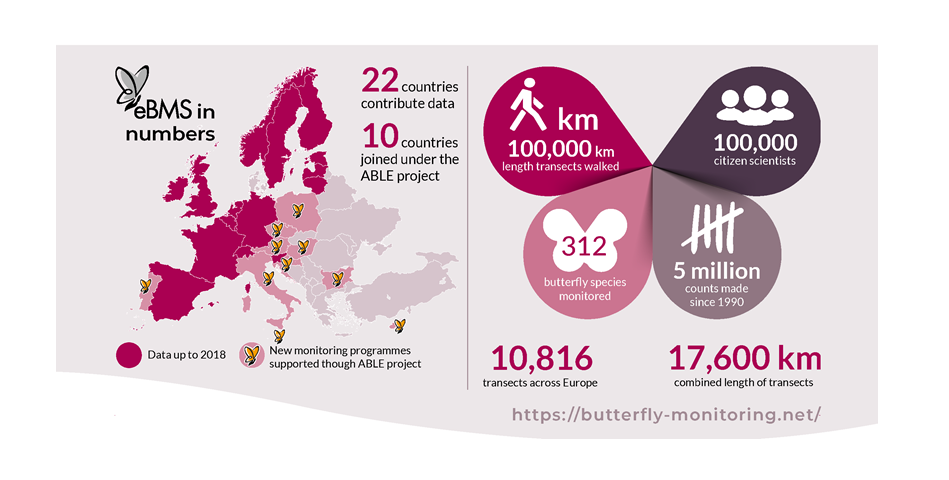 eBMS in
numbers
22 countries
contribute data
10 countries
joined under the
ABLE project
Data up to 2018
New monitoring programmes
supported though ABLE project
km
100,000 km
length transects walked
100,000
citizen scientists
312
butterfly species
monitored
5 million
counts made
since 1990
10,816
transects across Europe
17,600 km
combined length of transects
https://butterfly-monitoring.net/